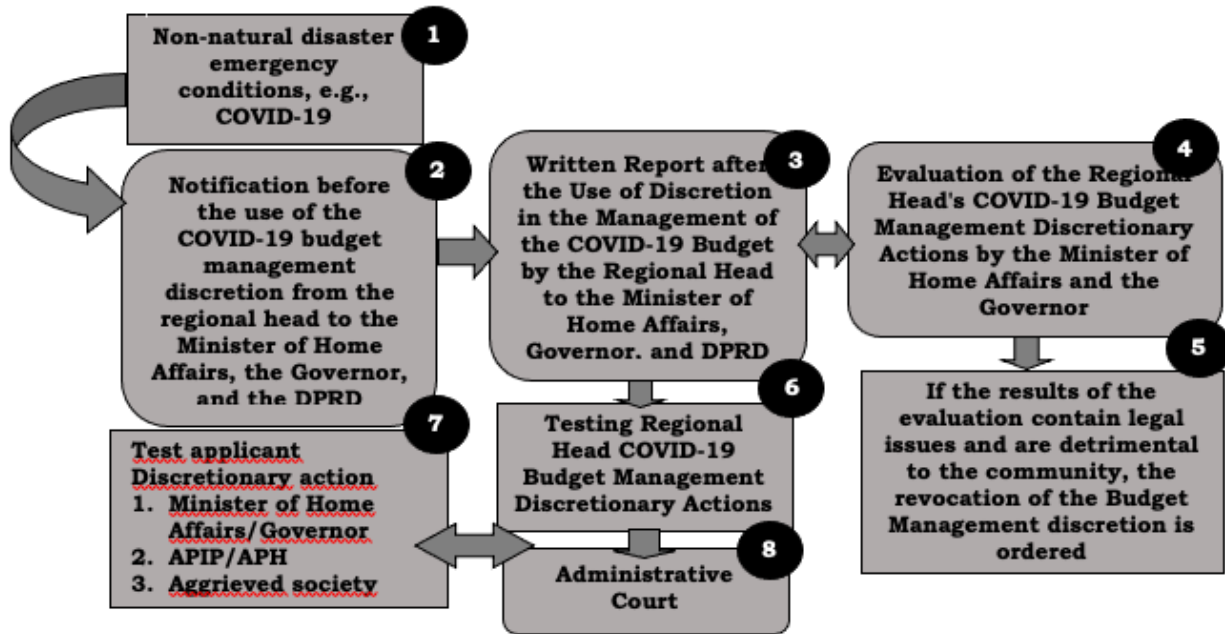 1
Non-natural disaster
emergency
conditions, e.g.,
COVID-19
2
Notification before
the use of the
COVID-19 budget
management
discretion from the
regional head to the
Minister of Home
Affairs, the Governor,
and the DPRD
3
Written Report after
the Use of Discretion
in the Management of
the COVID-19 Budget
by the Regional Head
to the Minister of
Home Affairs,
Governor. and DPRD
4
Evaluation of the Regional
Head's COVID-19 Budget
Management Discretionary
Actions by the Minister of
Home Affairs and the
Governor
5
If the results of the
evaluation contain legal
issues and are detrimental
to the community, the
revocation of the Budget
Management discretion is
ordered
6
Testing Regional
Head COVID-19
Budget Management
Discretionary Actions
7
Test applicant
Discretionary action
1. Minister of Home
Affairs/Governor
2. APIP/APH
3. Aggrieved society
8
Administrative
Court